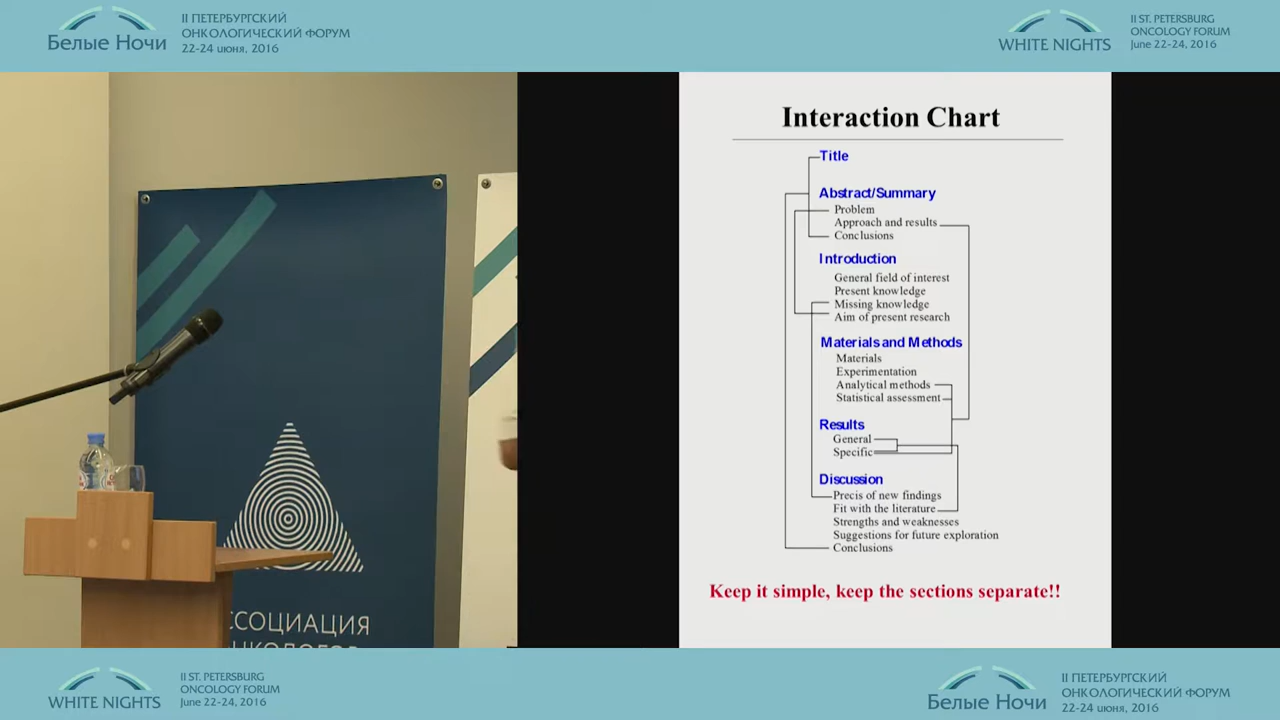 Белые Ночи
II ПЕТЕРБУРГСКИЙ
ОНКОЛОГИЧЕСКИЙ ФОРУМ
22-24 июня, 2016
WHITE NIGHTS
II ST. PETERSBURG
ONCOLOGY FORUM
June 22-24, 2016
ССОЦИАЦИЯ
НКОЛОГОВ
Interaction Chart
Title
Abstract/Summary
Problem
Approach and results
Conclusions
Introduction
General field of interest
Present knowledge
Missing knowledge
Aim of present research
Materials and Methods
Materials
Experimentation
Analytical methods
Statistical assessment
Results
General
Specific
Discussion
Precis of new findings
Fit with the literature
Strengths and weaknesses
Suggestions for future exploration
Conclusions
Keep it simple, keep the sections separate!!
WHITE NIGHTS
II ST. PETERSBURG
ONCOLOGY FORUM
June 22-24, 2016
Белые Ночи
II ПЕТЕРБУРГСКИЙ
ОНКОЛОГИЧЕСКИЙ ФОРУМ
22-24 июня, 2016